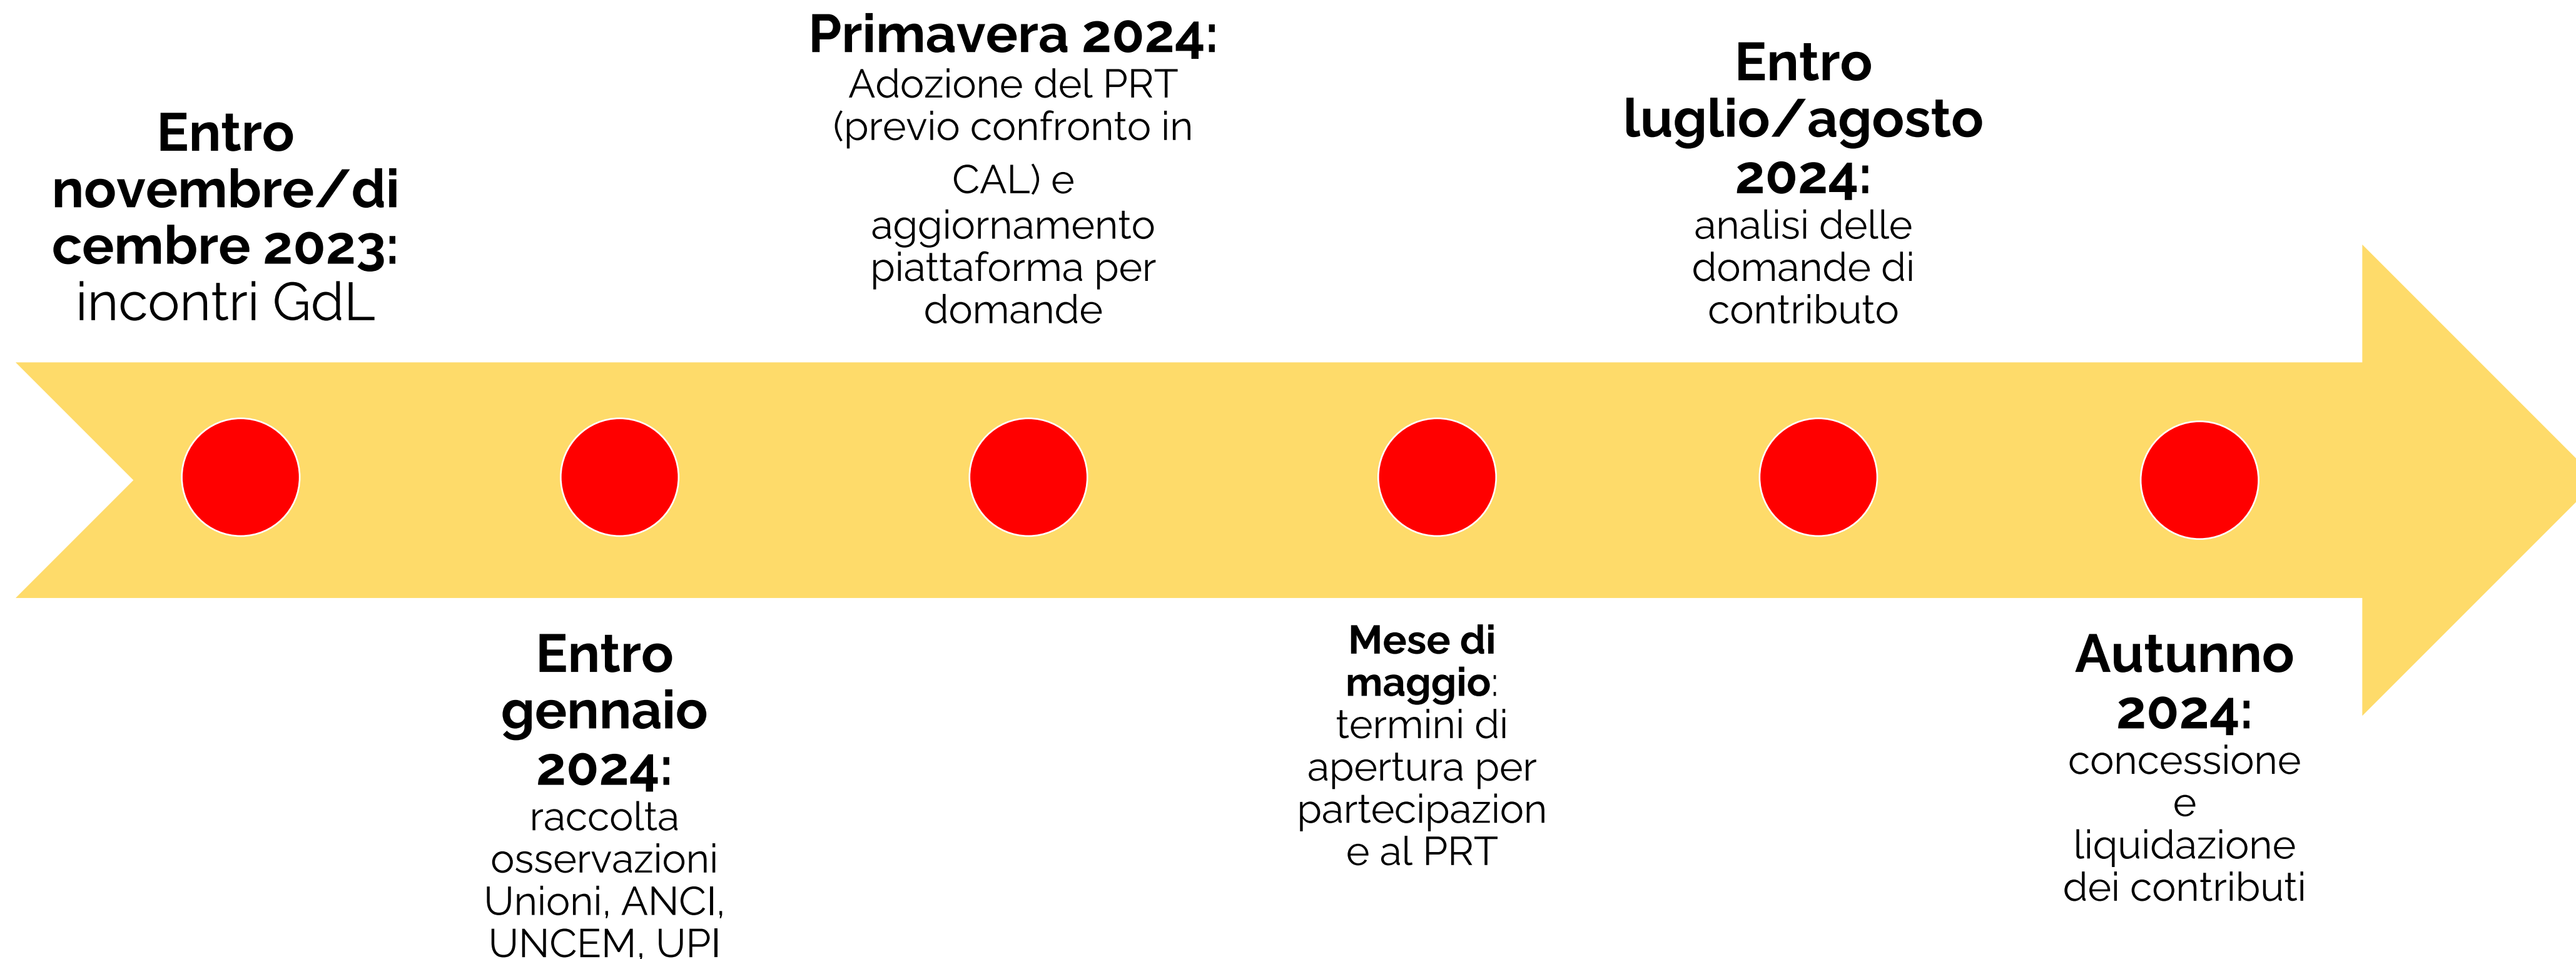 Entro
novembre/di
cembre 2023:
incontri GdL
Entro
gennaio
2024:
raccolta
osservazioni
Unioni, ANCI,
UNCEM, UPI
Primavera 2024:
Adozione del PRT
(previo confronto in
CAL) e
aggiornamento
piattaforma per
domande
Mese di
maggio:
termini di
apertura per
partecipazion
e al PRT
Entro
luglio/agosto
2024:
analisi delle
domande di
contributo
Autunno
2024:
concessione
e
liquidazione
dei contributi